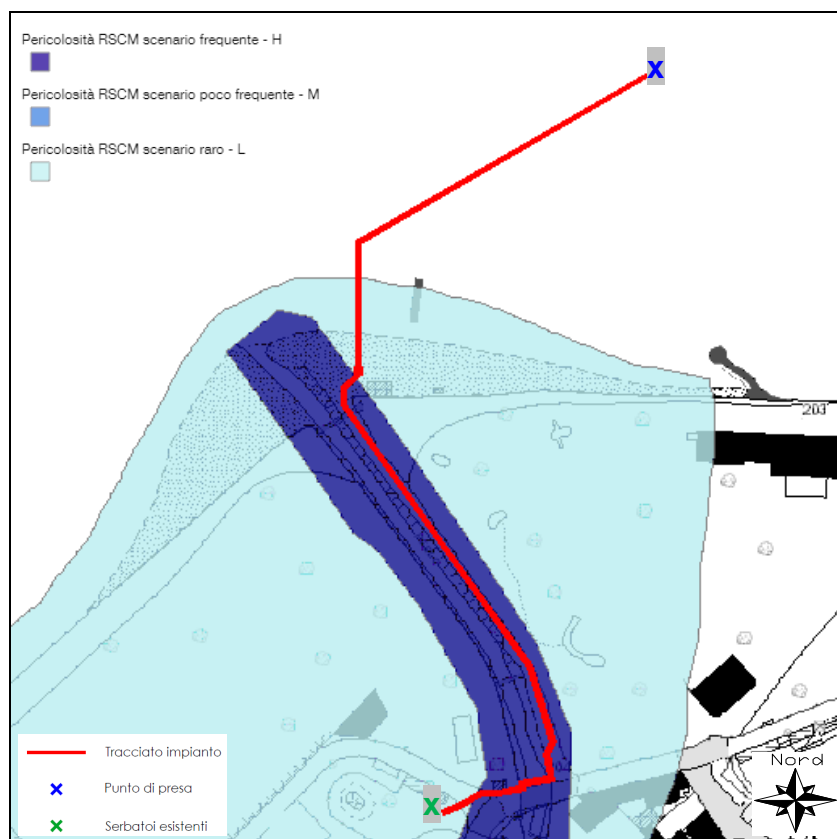 Pericolosità RSCM scenario frequente - H
Pericolosità RSCM scenario poco frequente - M
Pericolosità RSCM scenario raro - L
203
Tracciato impianto
Punto di presa
Serbatoi esistenti
Nord